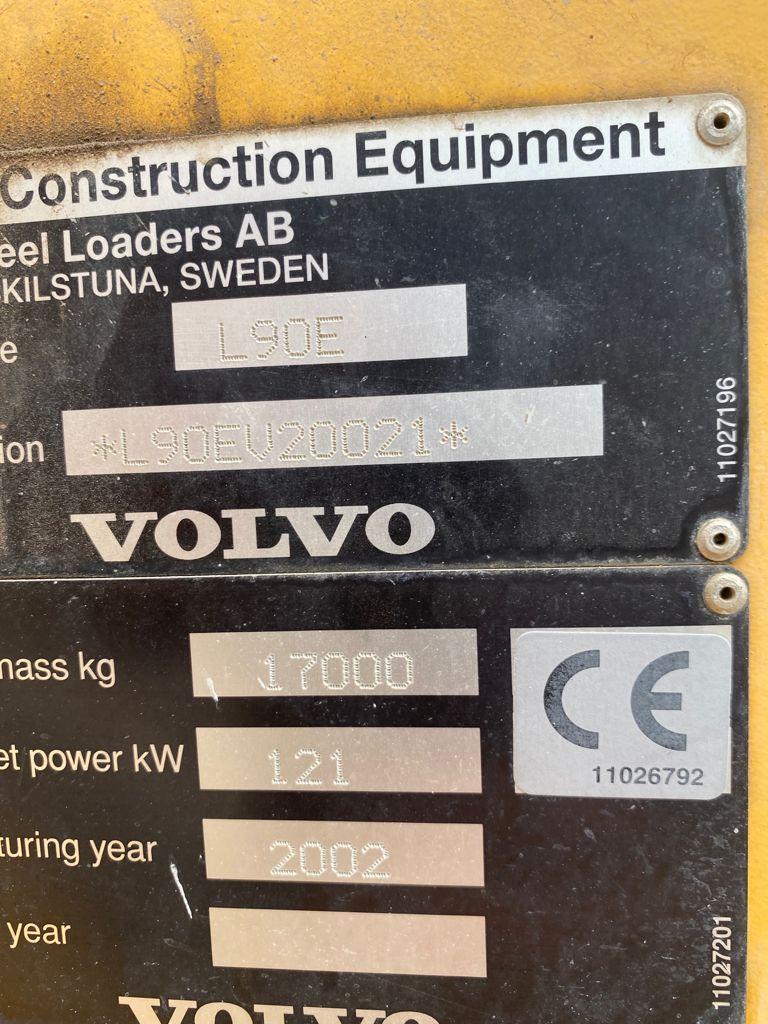 Construction Equipment
eel Loaders AB
KILSTUNA, SWEDEN
e L90E
ion *L90EV20021*
11027196
VOLVO
mass kg 17000
CE
11026792
et power kW 121
turing year 2002
year
11027201
VOLVO